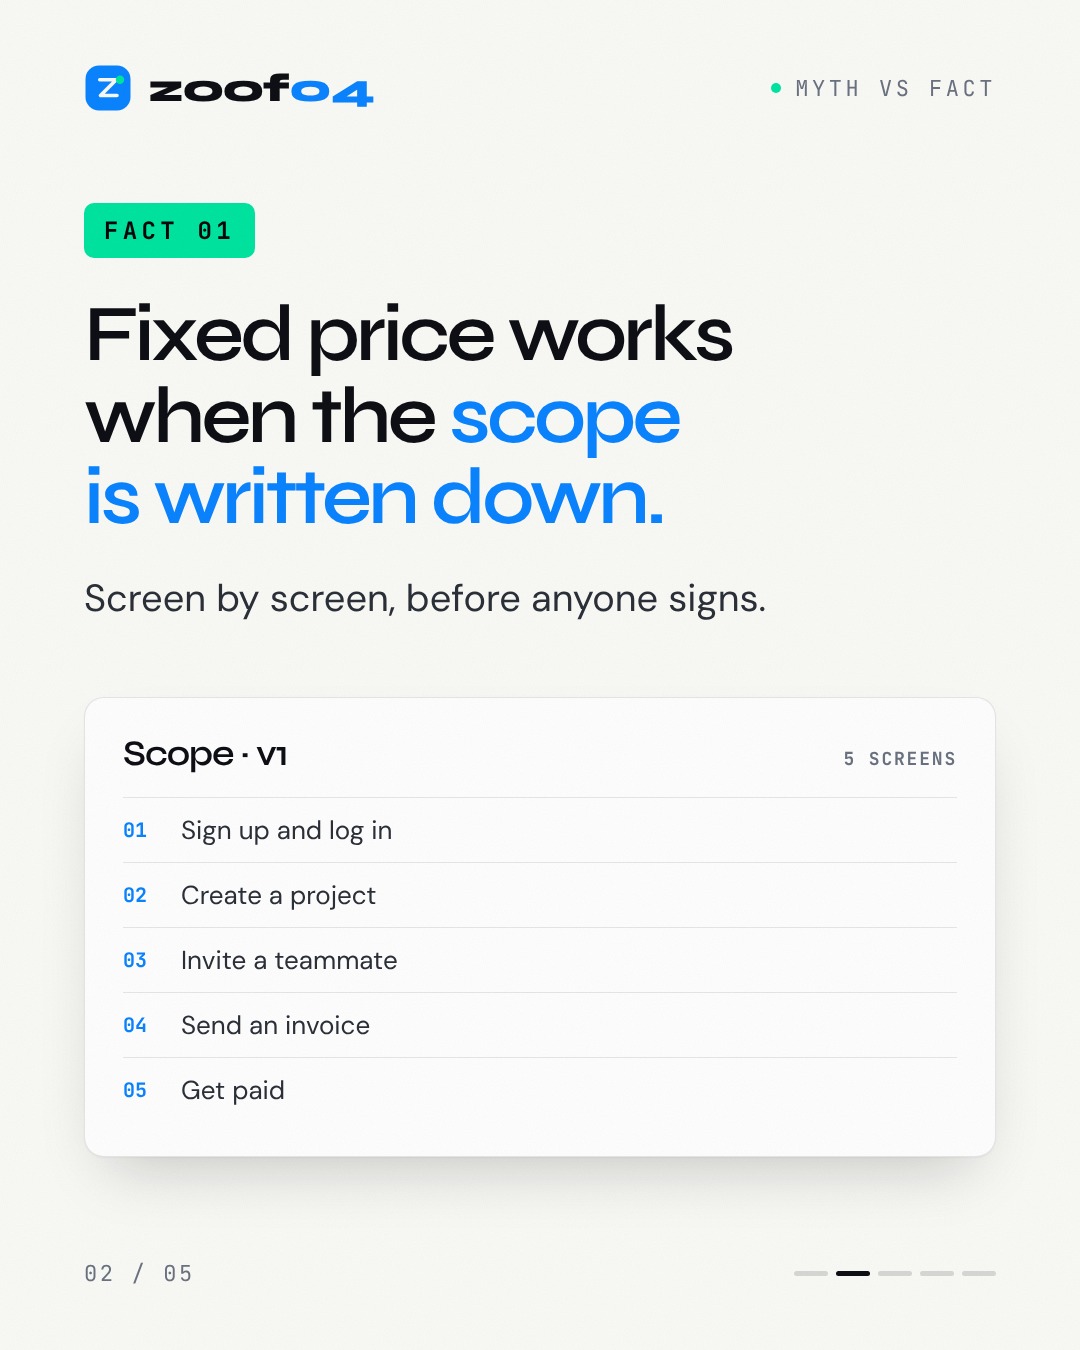 Z zoof04
MYTH VS FACT
FACT 01
Fixed price works
when the scope
is written down.
Screen by screen, before anyone signs.
Scope · v1
5 SCREENS
01 Sign up and log in
02 Create a project
03 Invite a teammate
04 Send an invoice
05 Get paid
02 / 05